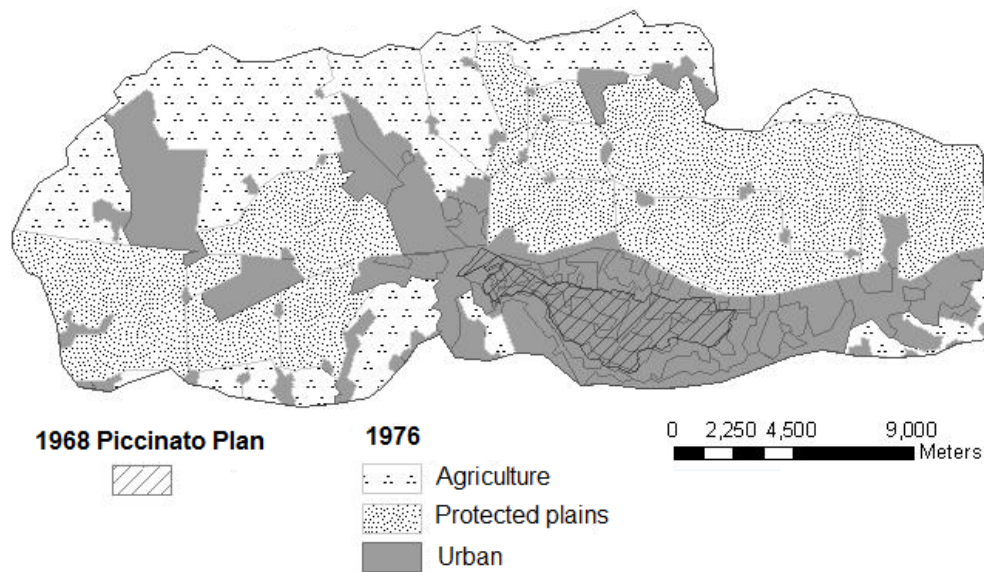 1968 Piccinato Plan
1976
Agriculture
Protected plains
Urban
0 2,250 4,500 9,000
Meters